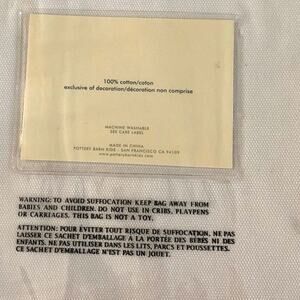 100% cotton/coton
exclusive of decoration/décoration non comprise
MACHINE WASHABLE
SEE CARE LABEL
MADE IN CHINA
POTTERY BARN KIDS - SAN FRANCISCO CA 94109
www.potterybarnkids.com
WARNING: TO AVOID SUFFOCATION KEEP BAG AWAY FROM
BABIES AND CHILDREN. DO NOT USE IN CRIBS, PLAYPENS
OR CARRIAGES. THIS BAG IS NOT A TOY.
ATTENTION: POUR ÉVITER TOUT RISQUE DE SUFFOCATION, NE PAS
LAISSER CE SACHET D'EMBALLAGE A LA PORTÉE DES BÉBÉS NI DES
ENFANTS. NE PAS UTILISER DANS LES LITS, PARCS ET POUSSETTES.
CE SACHET D'EMBALLAGE N'EST PAS UN JOUET.